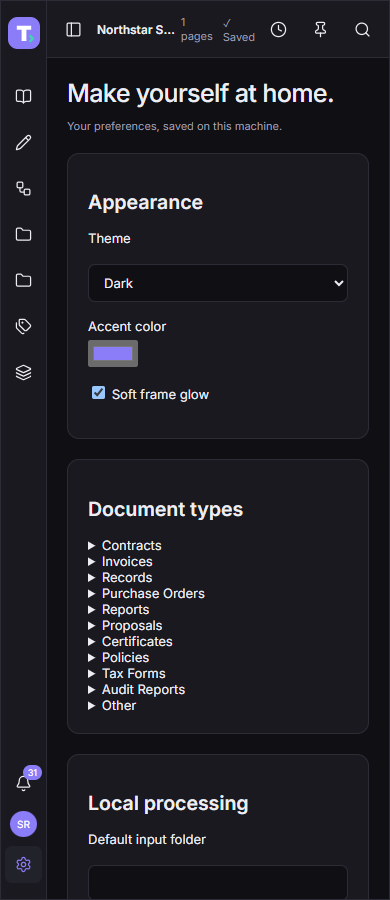 T
Northstar S...
1 pages
✓ Saved
Make yourself at home.
Your preferences, saved on this machine.
Appearance
Theme
Dark
Accent color
Soft frame glow
Document types
Contracts
Invoices
Records
Purchase Orders
Reports
Proposals
Certificates
Policies
Tax Forms
Audit Reports
Other
31
SR
Local processing
Default input folder